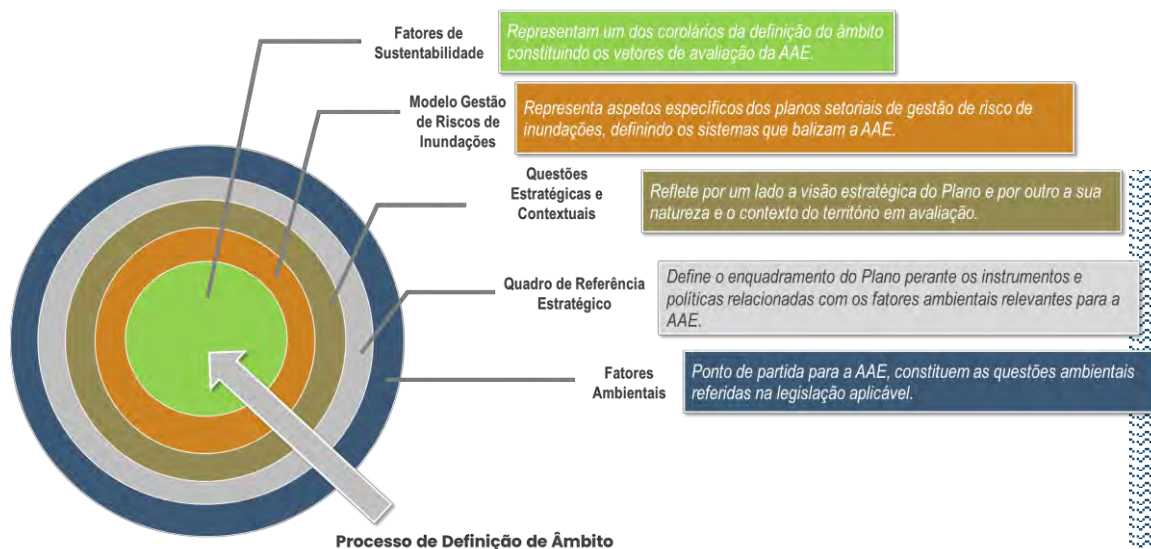 Fatores de
Sustentabilidade
Representam um dos corolários da definição do âmbito
constituindo os vetores de avaliação da AAE.
Modelo Gestão
de Riscos de
Inundações
Representa aspetos específicos dos planos setoriais de gestão de risco de
inundações, definindo os sistemas que balizam a AAE.
Questões
Estratégicas e
Contextuais
Reflete por um lado a visão estratégica do Plano e por outro a sua
natureza e o contexto do território em avaliação.
Quadro de Referência
Estratégico
Define o enquadramento do Plano perante os instrumentos e
políticas relacionadas com os fatores ambientais relevantes para a
AAE.
Fatores
Ambientais
Ponto de partida para a AAE, constituem as questões ambientais
referidas na legislação aplicável.
Processo de Definição de Âmbito